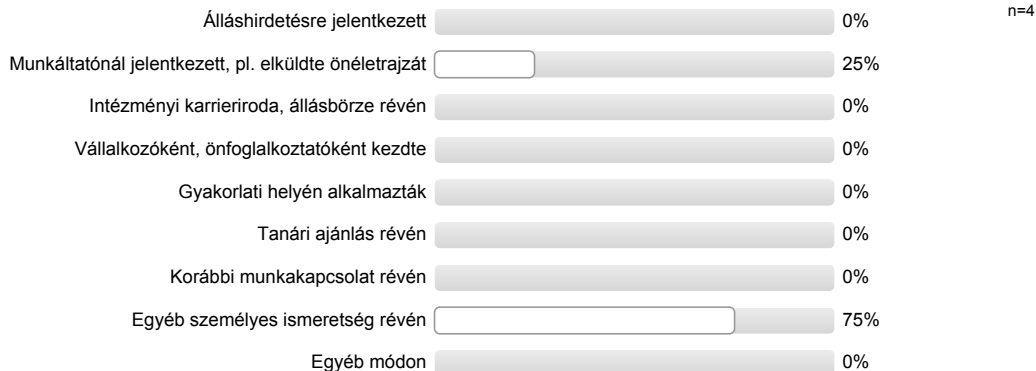 Álláshirdetésre jelentkezett 0% n=4
Munkáltatónál jelentkezett, pl. elküldte önéletrajzát 25%
Intézményi karrieriroda, állásbörze révén 0%
Vállalkozóként, önfoglalkoztatóként kezdte 0%
Gyakorlati helyén alkalmazták 0%
Tanári ajánlás révén 0%
Korábbi munkakapcsolat révén 0%
Egyéb személyes ismeretség révén 75%
Egyéb módon 0%